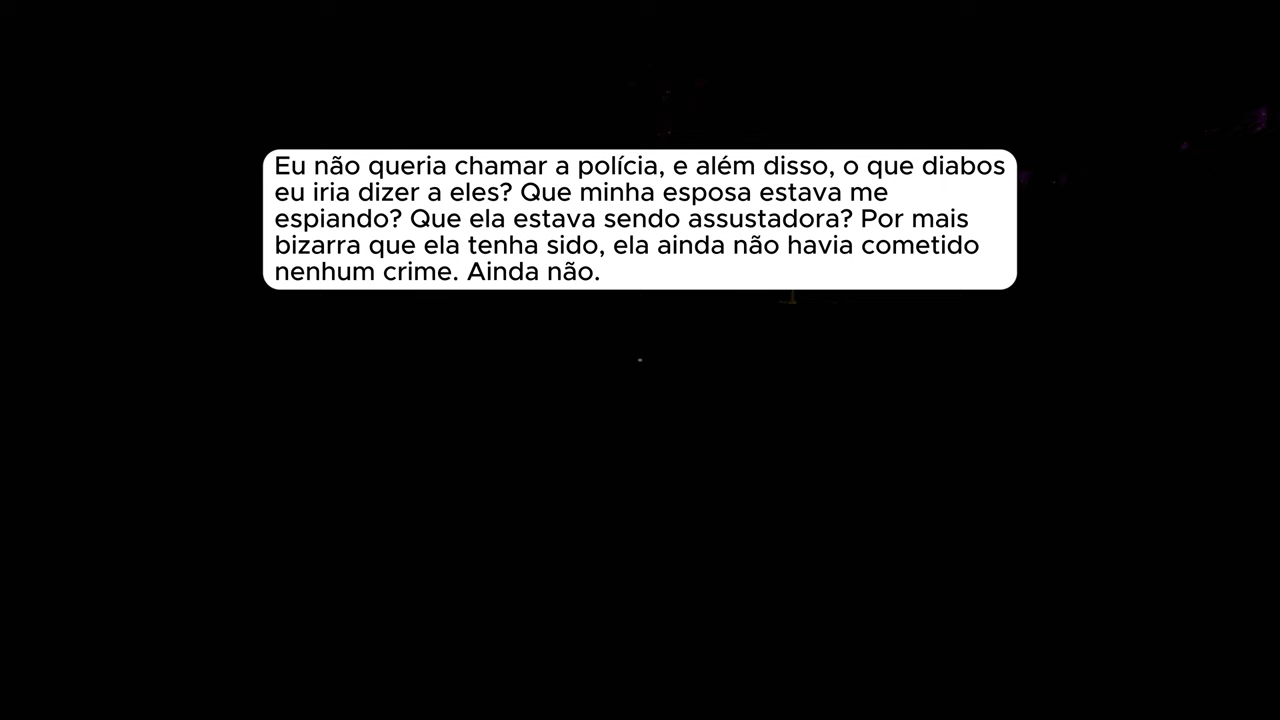 Eu não queria chamar a polícia, e além disso, o que diabos
eu iria dizer a eles? Que minha esposa estava me
espiando? Que ela estava sendo assustadora? Por mais
bizarra que ela tenha sido, ela ainda não havia cometido
nenhum crime. Ainda não.